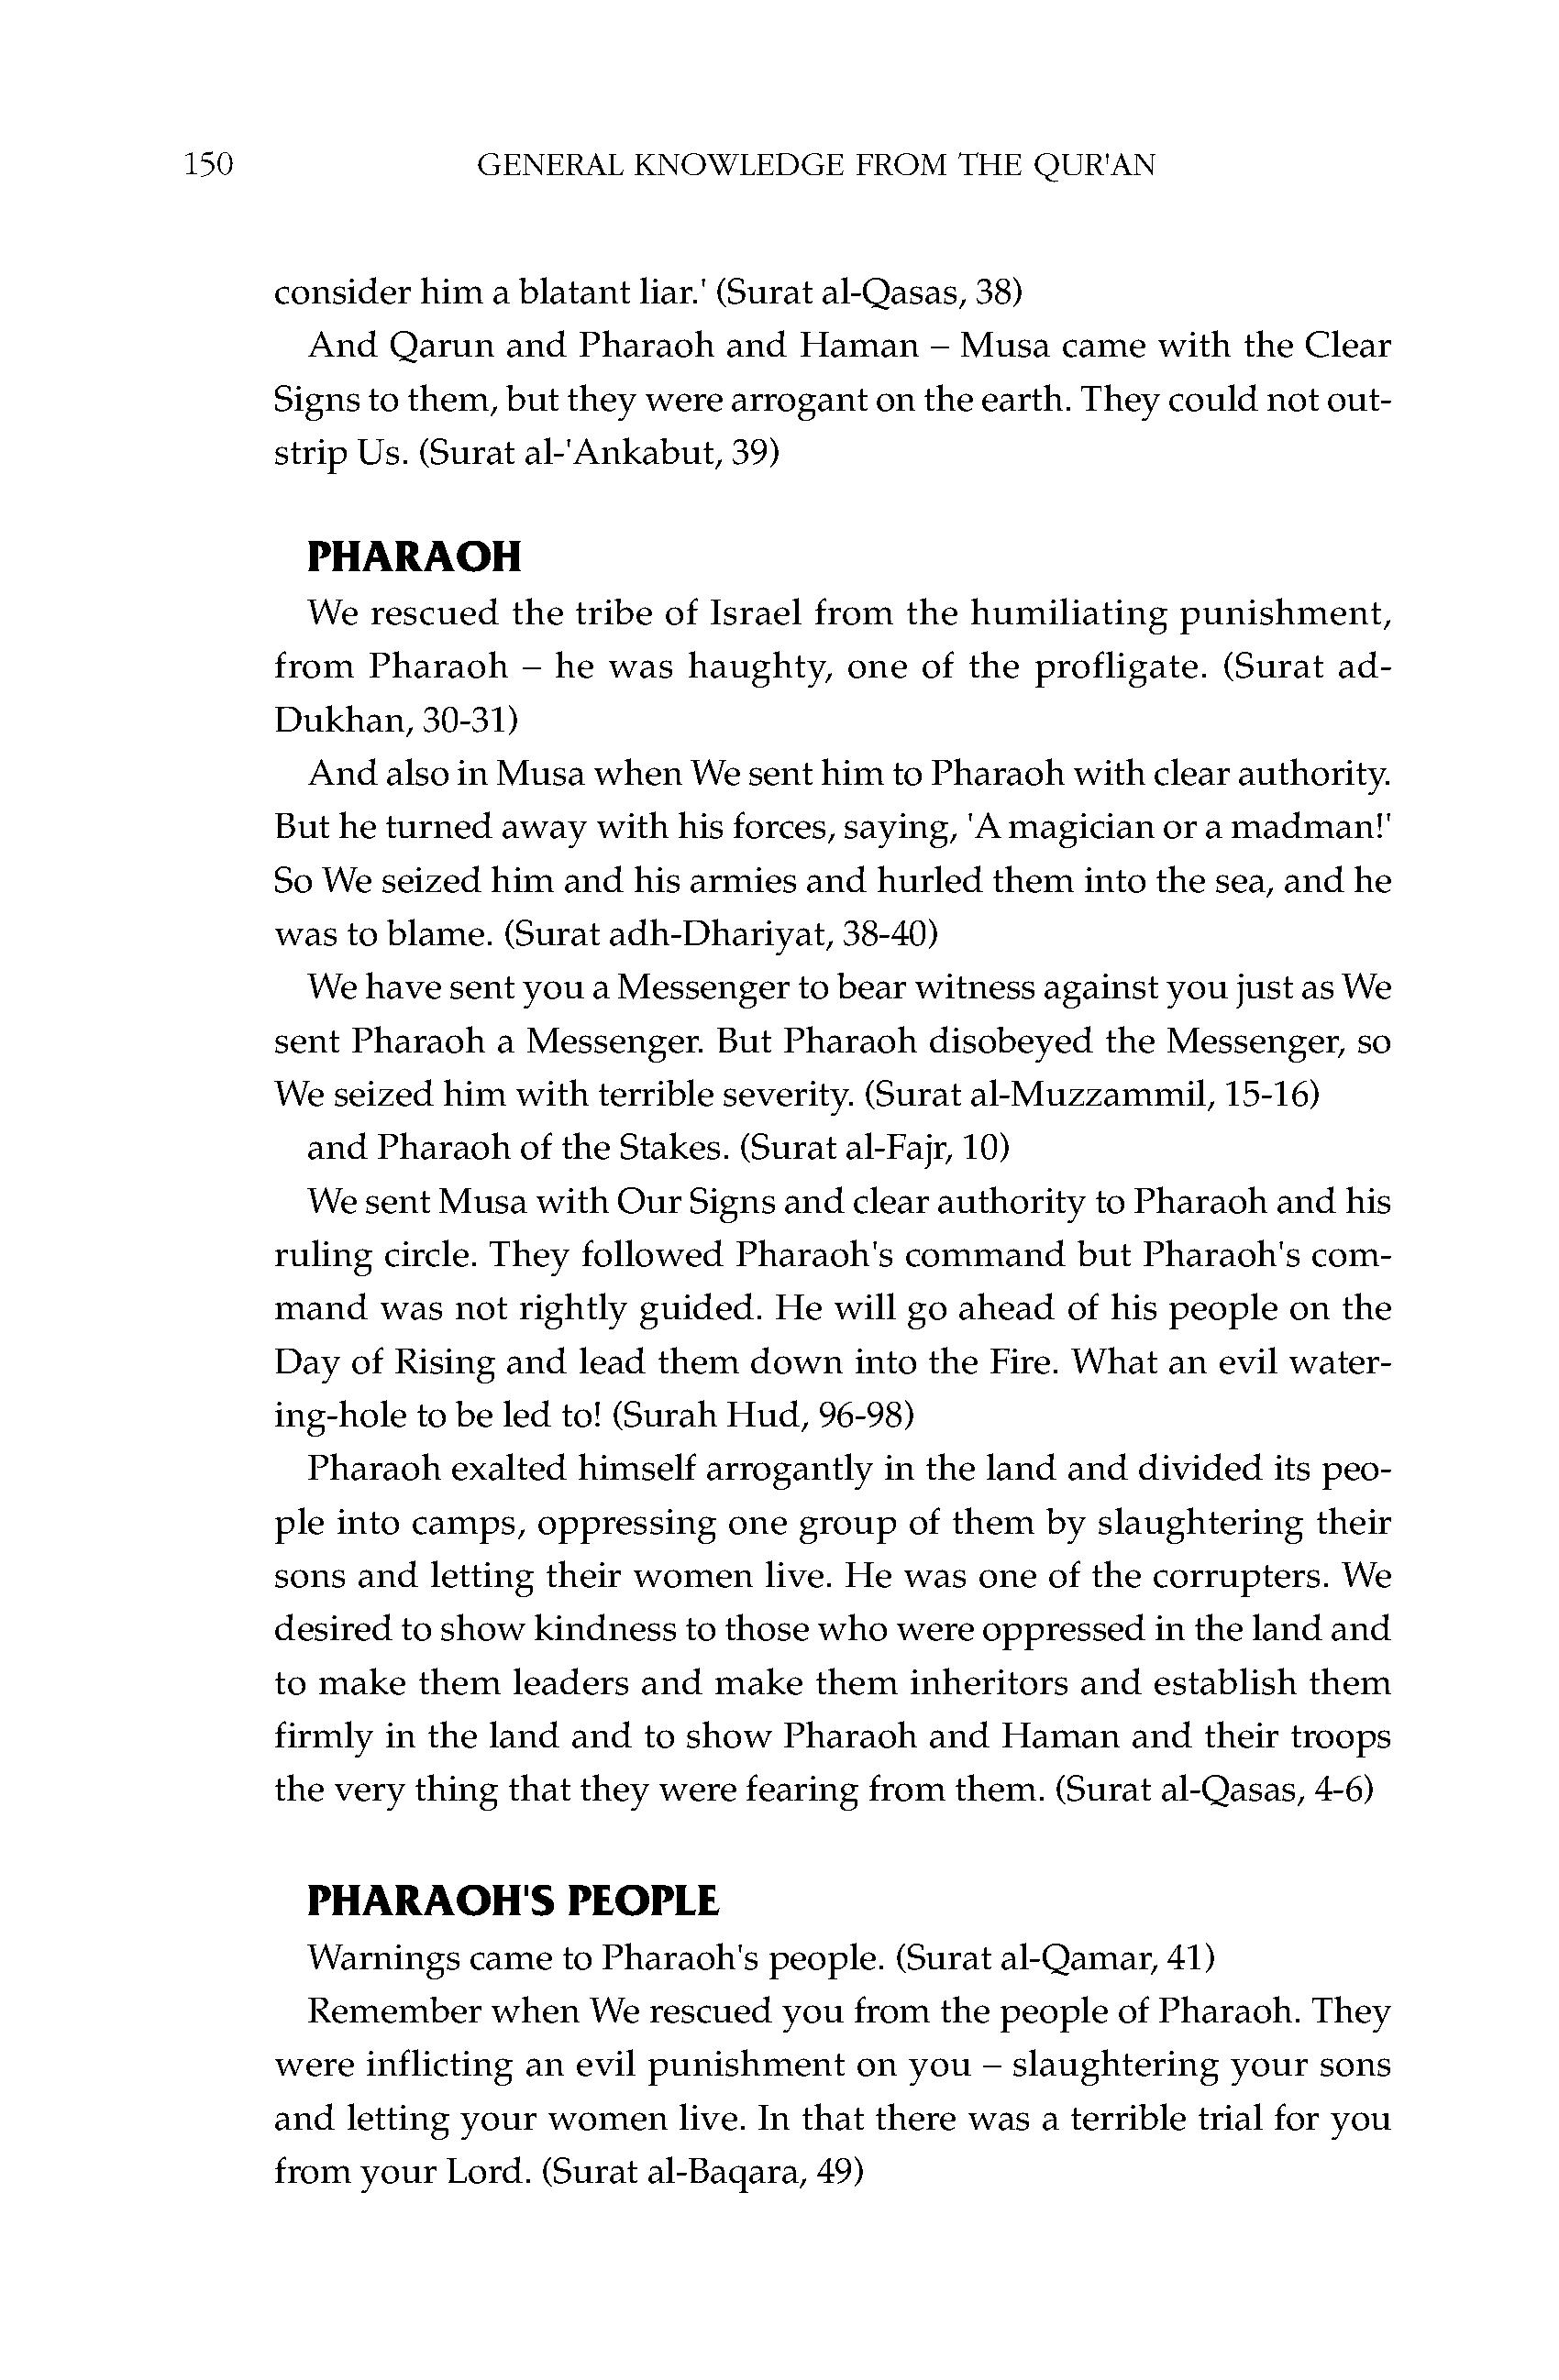 150 GENERAL KNOWLEDGE FROM THE QUR'AN
consider him a blatant liar.' (Surat al-Qasas, 38)
And Qarun and Pharaoh and Haman – Musa came with the Clear
Signs to them, but they were arrogant on the earth. They could not out-
strip Us. (Surat al-'Ankabut, 39)
PHARAOH
We rescued the tribe of Israel from the humiliating punishment,
from Pharaoh – he was haughty, one of the profligate. (Surat ad-
Dukhan, 30-31)
And also in Musa when We sent him to Pharaoh with clear authority.
But he turned away with his forces, saying, 'A magician or a madman!'
So We seized him and his armies and hurled them into the sea, and he
was to blame. (Surat adh-Dhariyat, 38-40)
We have sent you a Messenger to bear witness against you just as We
sent Pharaoh a Messenger. But Pharaoh disobeyed the Messenger, so
We seized him with terrible severity. (Surat al-Muzzammil, 15-16)
and Pharaoh of the Stakes. (Surat al-Fajr, 10)
We sent Musa with Our Signs and clear authority to Pharaoh and his
ruling circle. They followed Pharaoh's command but Pharaoh's com-
mand was not rightly guided. He will go ahead of his people on the
Day of Rising and lead them down into the Fire. What an evil water-
ing-hole to be led to! (Surah Hud, 96-98)
Pharaoh exalted himself arrogantly in the land and divided its peo-
ple into camps, oppressing one group of them by slaughtering their
sons and letting their women live. He was one of the corrupters. We
desired to show kindness to those who were oppressed in the land and
to make them leaders and make them inheritors and establish them
firmly in the land and to show Pharaoh and Haman and their troops
the very thing that they were fearing from them. (Surat al-Qasas, 4-6)
PHARAOH'S PEOPLE
Warnings came to Pharaoh's people. (Surat al-Qamar, 41)
Remember when We rescued you from the people of Pharaoh. They
were inflicting an evil punishment on you – slaughtering your sons
and letting your women live. In that there was a terrible trial for you
from your Lord. (Surat al-Baqara, 49)